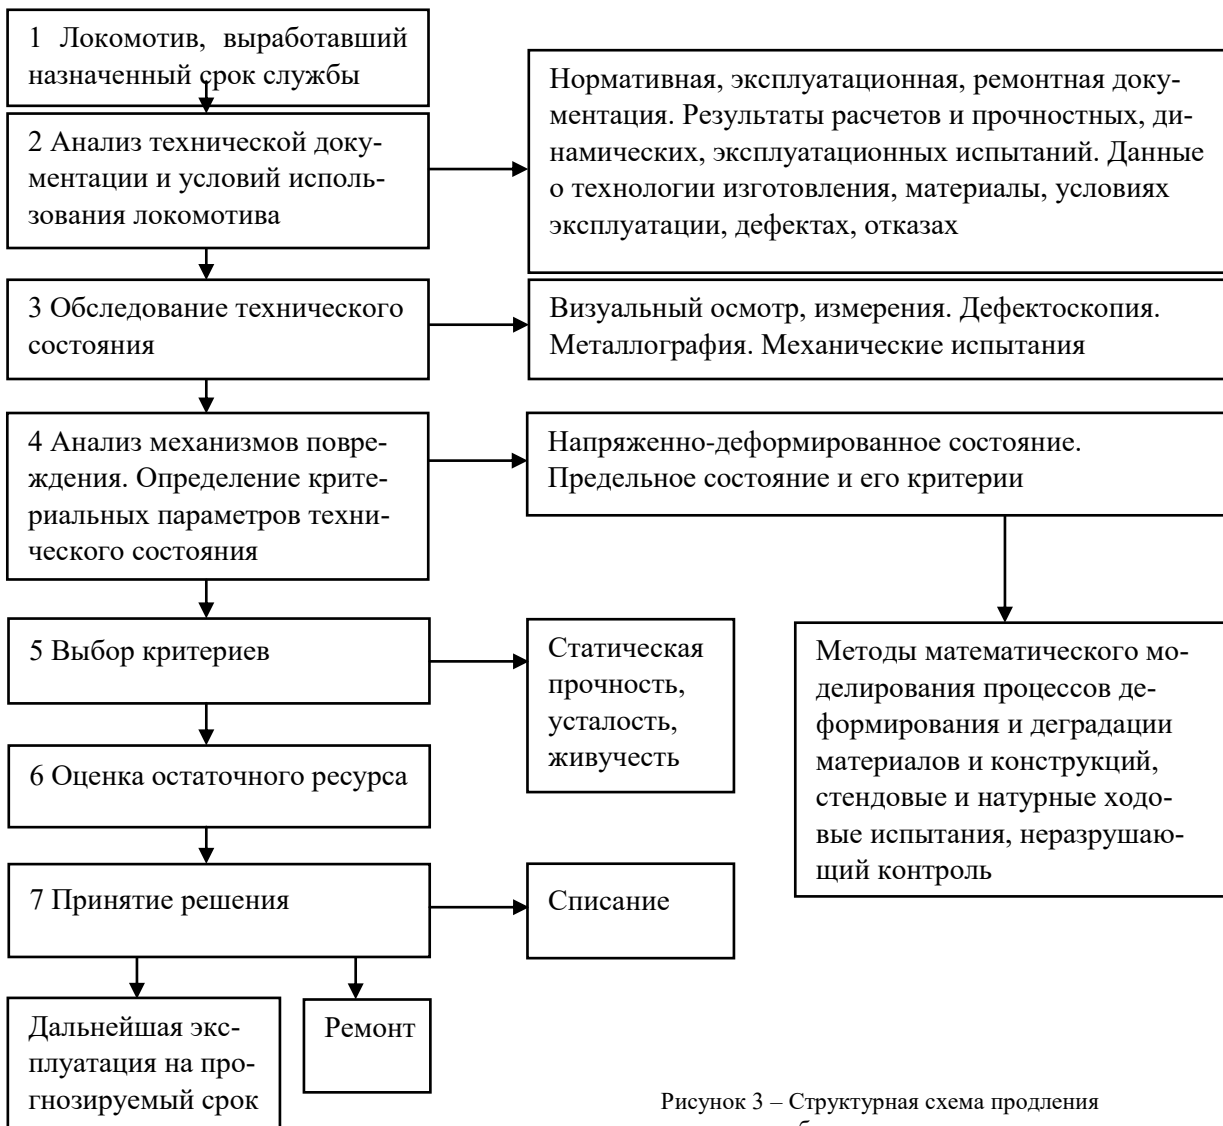 1 Локомотив, выработавший
назначенный срок службы
Нормативная, эксплуатационная, ремонтная доку-
ментация. Результаты расчетов и прочностных, ди-
намических, эксплуатационных испытаний. Данные
о технологии изготовления, материалы, условиях
эксплуатации, дефектах, отказах
2 Анализ технической доку-
ментации и условий исполь-
зования локомотива
3 Обследование технического
состояния
Визуальный осмотр, измерения. Дефектоскопия.
Металлография. Механические испытания
4 Анализ механизмов повре-
ждения. Определение крите-
риальных параметров техни-
ческого состояния
Напряженно-деформированное состояние.
Предельное состояние и его критерии
5 Выбор критериев
Статическая
прочность,
усталость,
живучесть
Методы математического мо-
делирования процессов де-
формирования и деградации
материалов и конструкций,
стендовые и натурные ходо-
вые испытания, неразрушаю-
щий контроль
6 Оценка остаточного ресурса
7 Принятие решения
Списание
Дальнейшая экс-
плуатация на про-
гнозируемый срок
Ремонт
Рисунок 3 – Структурная схема продления